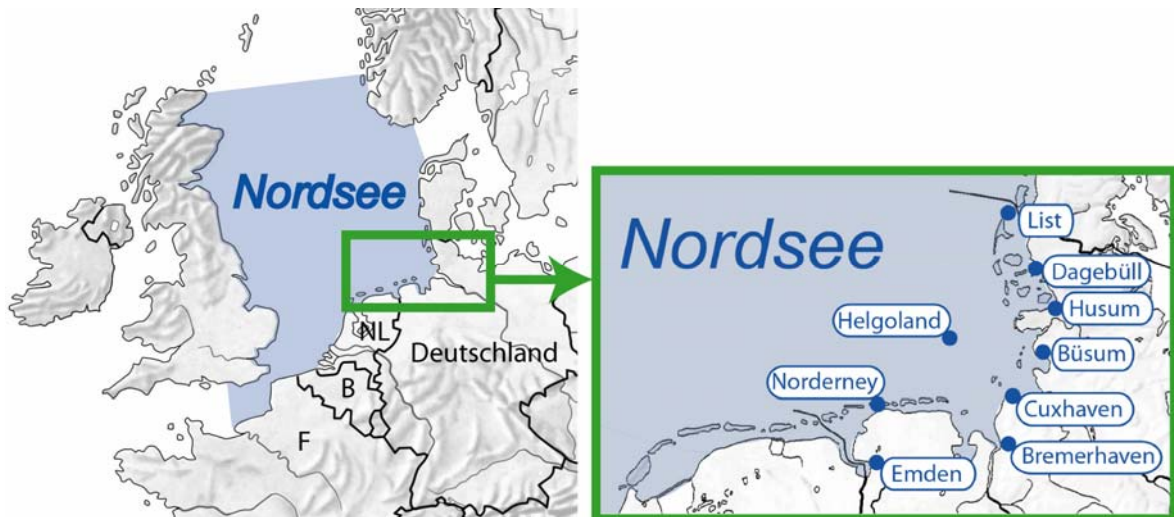 Nordsee
NL
Deutschland
B
F
Nordsee
List
Dagebüll
Husum
Helgoland
Büsum
Norderney
Cuxhaven
Bremerhaven
Emden